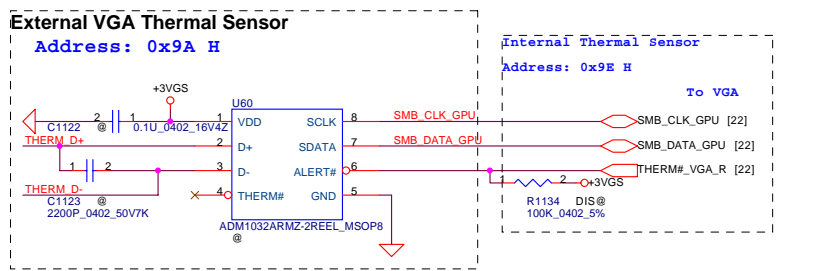 External VGA Thermal Sensor
Address: 0x9A H
Internal Thermal Sensor
Address: 0x9E H
To VGA
+3VGS
U60
C1122
@
2
1
0.1U_0402_16V4Z
1
VDD
SCLK
8
SMB_CLK_GPU
SMB_CLK_GPU [22]
THERM_D+
2
D+
SDATA
7
SMB_DATA_GPU
SMB_DATA_GPU [22]
1
2
3
D-
ALERT#
6
THERM#_VGA_R [22]
THERM_D-
4
THERM#
GND
5
1
2
+3VGS
C1123
@
2200P_0402_50V7K
R1134
DIS@
100K_0402_5%
ADM1032ARMZ-2REEL_MSOP8
@